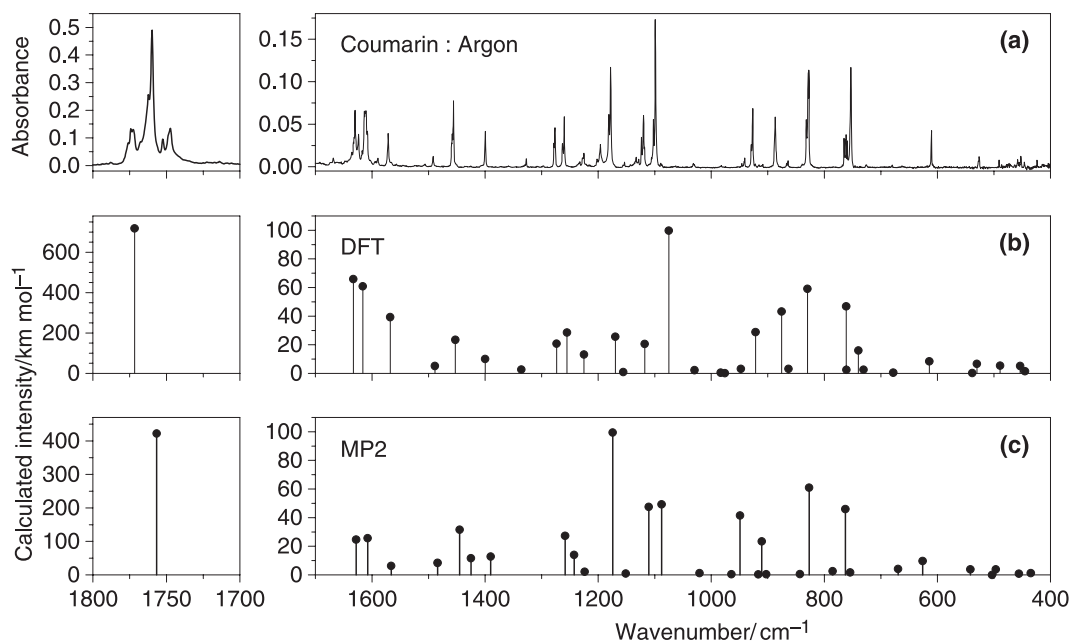 Absorbance
0.5
0.4
0.3
0.2
0.1
0.0
0.15
0.10
0.05
0.00
Coumarin : Argon
(a)
Calculated intensity/km mol⁻¹
600
400
200
0
100
80
60
40
20
0
DFT
(b)
400
300
200
100
0
100
80
60
40
20
0
MP2
(c)
1800 1750 1700
1600 1400 1200 1000 800 600 400
Wavenumber/cm⁻¹